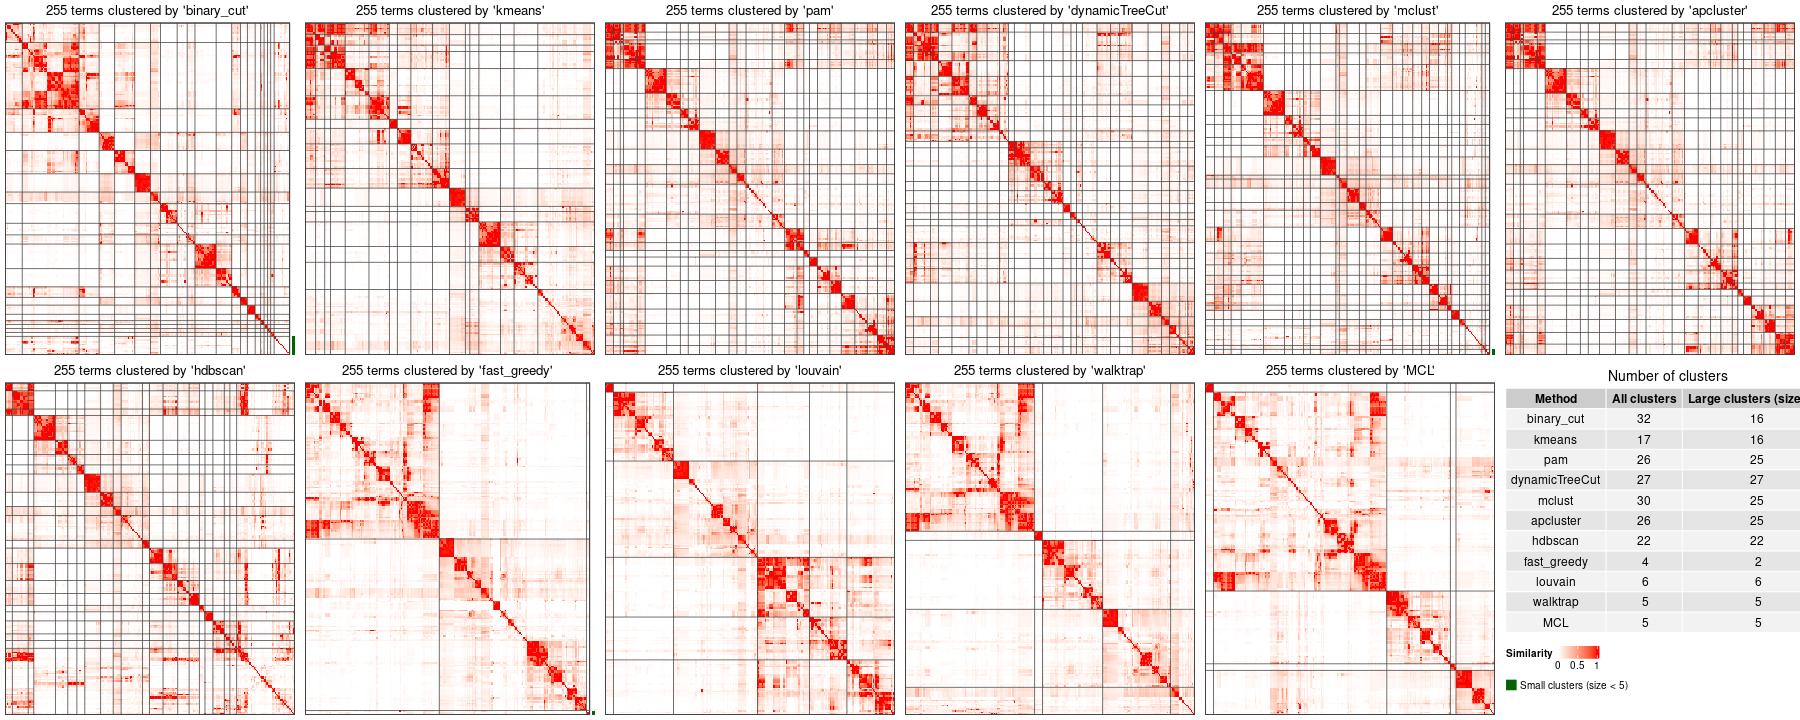 255 terms clustered by 'binary_cut'
255 terms clustered by 'kmeans'
255 terms clustered by 'pam'
255 terms clustered by 'dynamicTreeCut'
255 terms clustered by 'mclust'
255 terms clustered by 'apcluster'
255 terms clustered by 'hdbscan'
255 terms clustered by 'fast_greedy'
255 terms clustered by 'louvain'
255 terms clustered by 'walktrap'
255 terms clustered by 'MCL'
Number of clusters
Method All clusters Large clusters (size
binary_cut 32 16
kmeans 17 16
pam 26 25
dynamicTreeCut 27 27
mclust 30 25
apcluster 26 25
hdbscan 22 22
fast_greedy 4 2
louvain 6 6
walktrap 5 5
MCL 5 5
Similarity
0 0.5 1
Small clusters (size < 5)